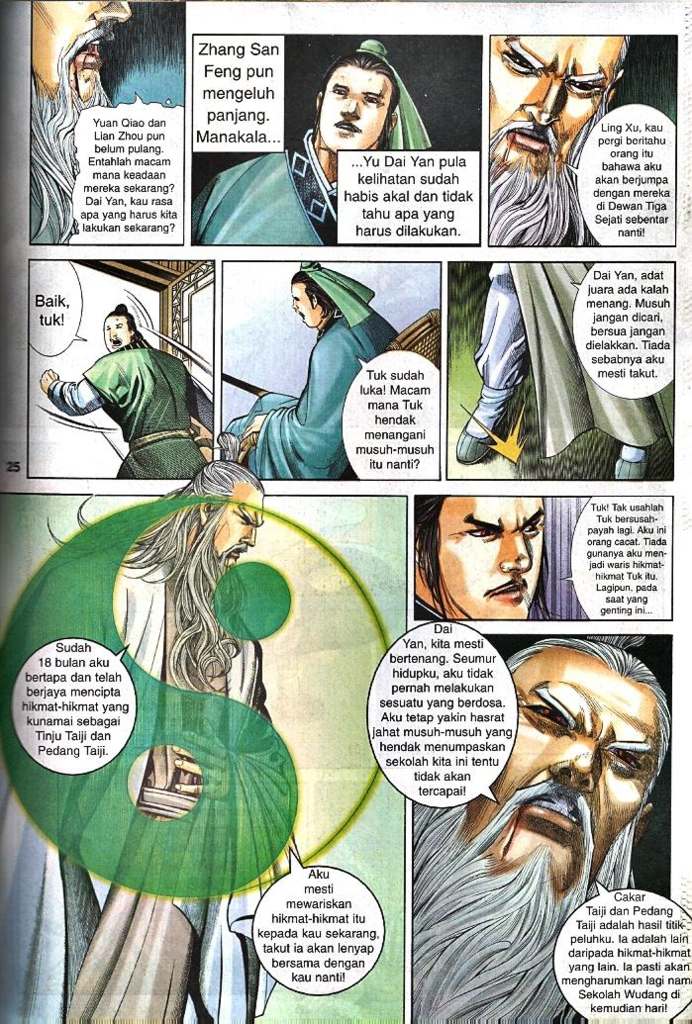 Yuan Qiao dan
Lian Zhou pun
belum pulang.
Entahlah macam
mana keadaan
mereka sekarang?
Dai Yan, kau rasa
apa yang harus kita
lakukan sekarang?
Zhang San
Feng pun
mengeluh
panjang.
Manakala...
...Yu Dai Yan pula
kelihatan sudah
habis akal dan tidak
tahu apa yang
harus dilakukan.
Ling Xu, kau
pergi beritahu
orang itu
bahawa aku
akan berjumpa
dengan mereka
di Dewan Tiga
Sejati sebentar
nanti!
Baik,
tuk!
Tuk sudah
luka! Macam
mana Tuk
hendak
menangani
musuh-musuh
itu nanti?
Dai Yan, adat
juara ada kalah
menang. Musuh
jangan dicari,
bersua jangan
dielakkan. Tiada
sebabnya aku
mesti takut.
25
Sudah
18 bulan aku
bertapa dan telah
berjaya mencipta
hikmat-hikmat yang
kunamai sebagai
Tinju Taiji dan
Pedang Taiji.
Aku
mesti
mewariskan
hikmat-hikmat itu
kepada kau sekarang,
takut ia akan lenyap
bersama dengan
kau nanti!
Tuk! Tak usahlah
Tuk bersusah-
payah lagi. Aku ini
orang cacat. Tiada
gunanya aku men-
jadi waris hikmat-
hikmat Tuk itu.
Lagipun, pada
saat yang
genting ini...
Dai
Yan, kita mesti
bertenang. Seumur
hidupku, aku tidak
pernah melakukan
sesuatu yang berdosa.
Aku tetap yakin hasrat
jahat musuh-musuh yang
hendak menumpaskan
sekolah kita ini tentu
tidak akan
tercapai!
Cakar
Taiji dan Pedang
Taiji adalah hasil titik
peluhku. Ia adalah lain
daripada hikmat-hikmat
yang lain. Ia pasti akan
mengharumkan lagi nama
Sekolah Wudang di
kemudian hari!